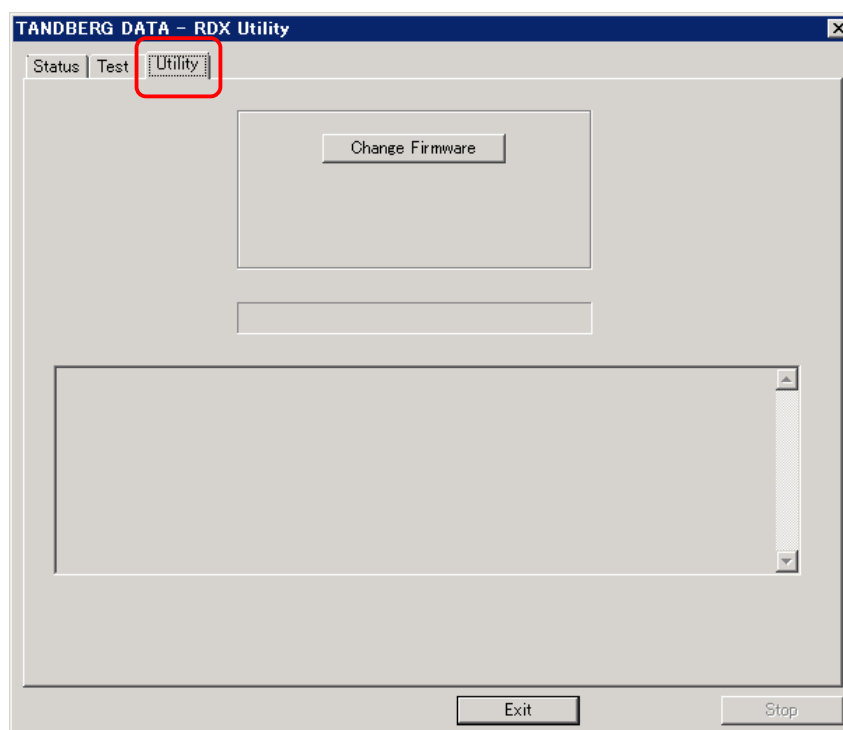 TANDBERG DATA - RDX Utility
Status Test Utility
Change Firmware
Exit Stop